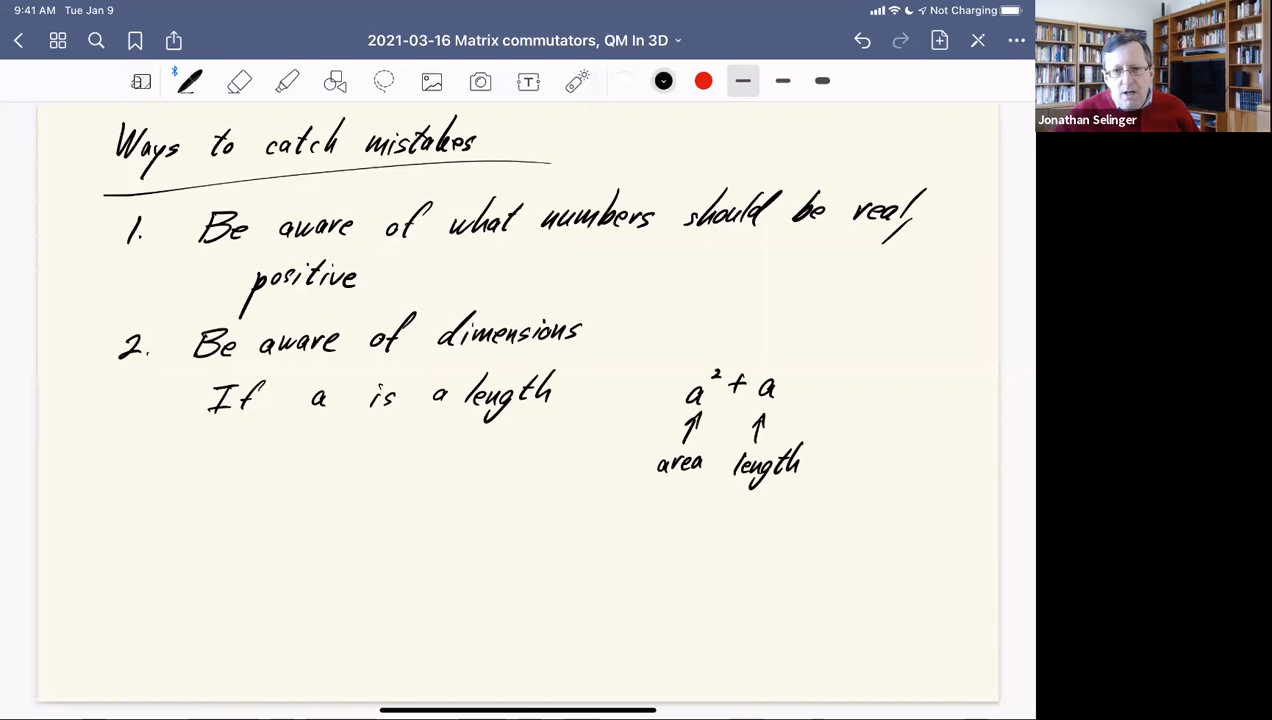 9:41 AM Tue Jan 9
Not Charging
2021-03-16 Matrix commutators, QM In 3D
T
Jonathan Selinger
Ways to catch mistakes
1. Be aware of what numbers should be real,
positive
2. Be aware of dimensions
If a is a length
a² + a
↑ ↑
area length